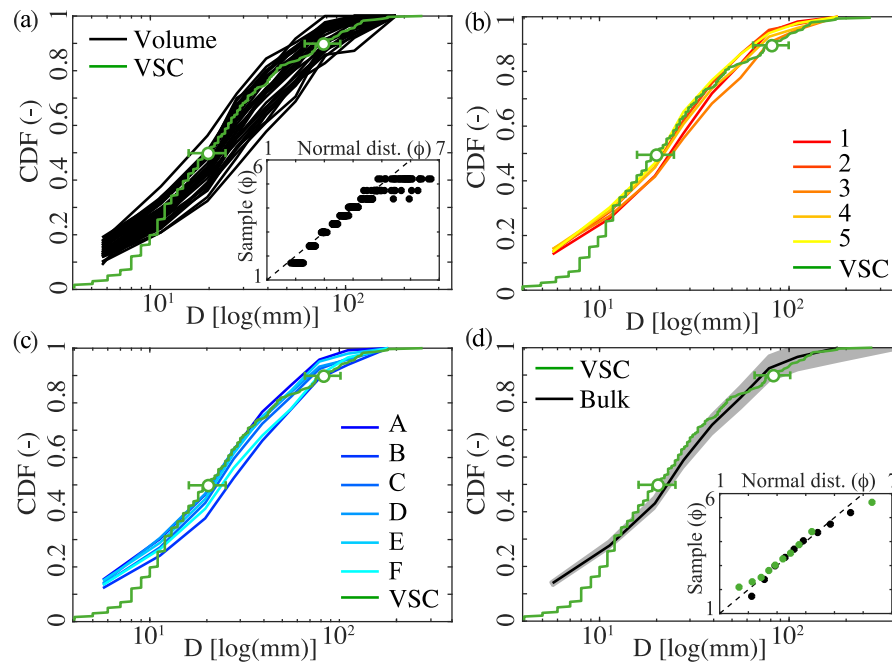 (a)
Volume
VSC
CDF (-)
1
0.8
0.6
0.4
0.2
0
10¹
10²
D [log(mm)]
1
Normal dist. (ϕ)
7
6
Sample (ϕ)
1
(b)
CDF (-)
1
0.8
0.6
0.4
0.2
0
10¹
10²
D [log(mm)]
1
2
3
4
5
VSC
(c)
CDF (-)
1
0.8
0.6
0.4
0.2
0
10¹
10²
D [log(mm)]
A
B
C
D
E
F
VSC
(d)
VSC
Bulk
CDF (-)
1
0.8
0.6
0.4
0.2
0
10¹
10²
D [log(mm)]
1
Normal dist. (ϕ)
7
6
Sample (ϕ)
1